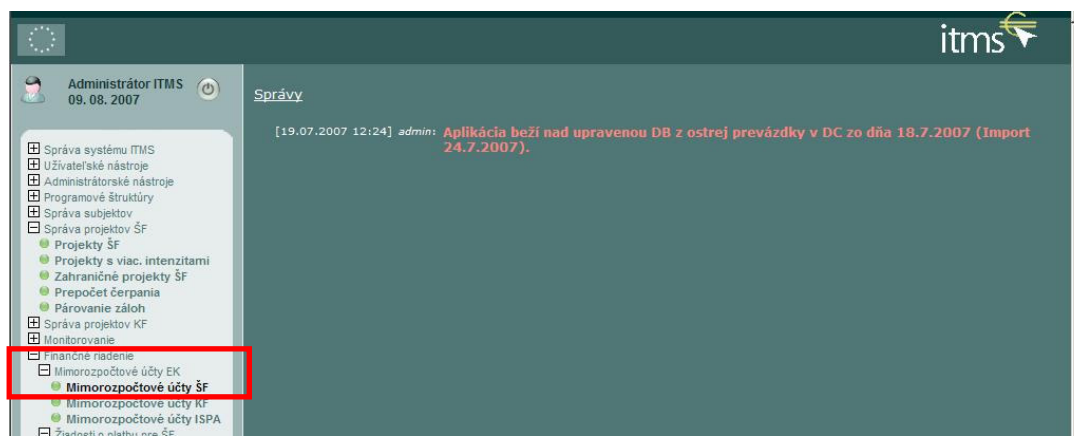 itms
Administrátor ITMS
09. 08. 2007
Správy
[19.07.2007 12:24] admin: Aplikácia beží nad upravenou DB z ostrej prevádzky v DC zo dňa 18.7.2007 (Import
24.7.2007).
Správa systému ITMS
Užívateľské nástroje
Administrátorské nástroje
Programové štruktúry
Správa subjektov
Správa projektov ŠF
Projekty ŠF
Projekty s viac. intenzitami
Zahraničné projekty ŠF
Prepočet čerpania
Párovanie záloh
Správa projektov KF
Monitorovanie
Finančné riadenie
Mimorozpočtové účty EK
Mimorozpočtové účty ŠF
Mimorozpočtové účty KF
Mimorozpočtové účty ISPA
Žiadosti o platbu pre ŠF